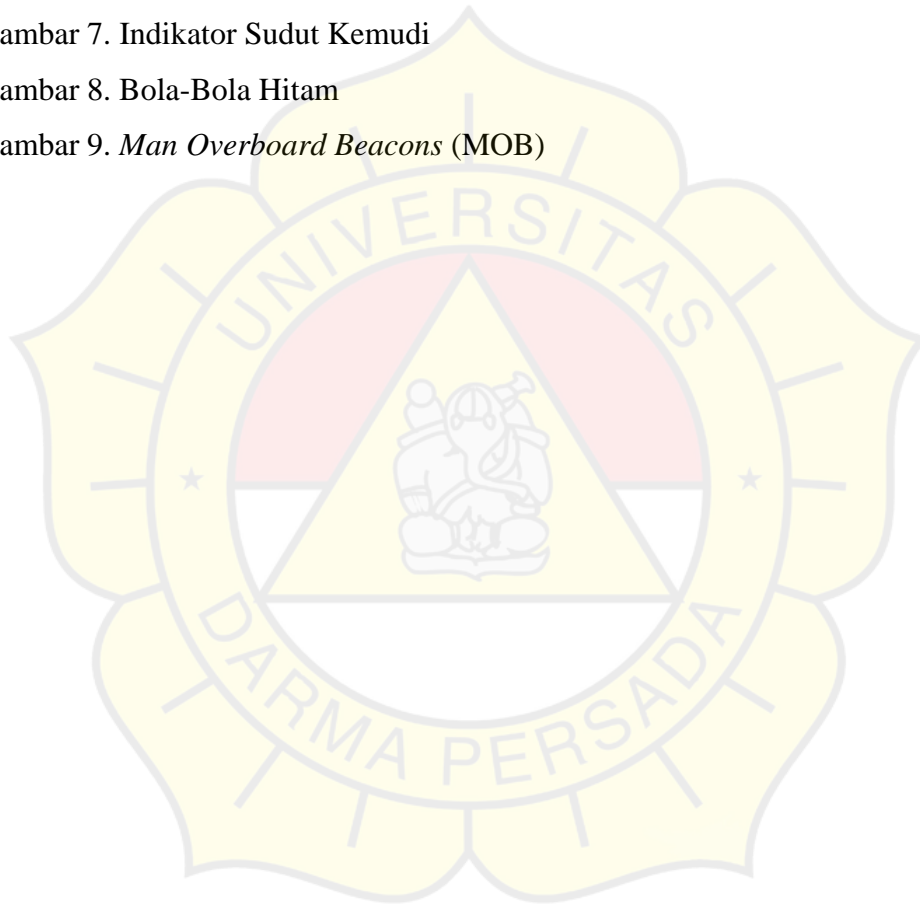 ambar 7. Indikator Sudut Kemudi
ambar 8. Bola-Bola Hitam
ambar 9. Man Overboard Beacons (MOB)
UNIVERSITAS
DARMA PERSADA